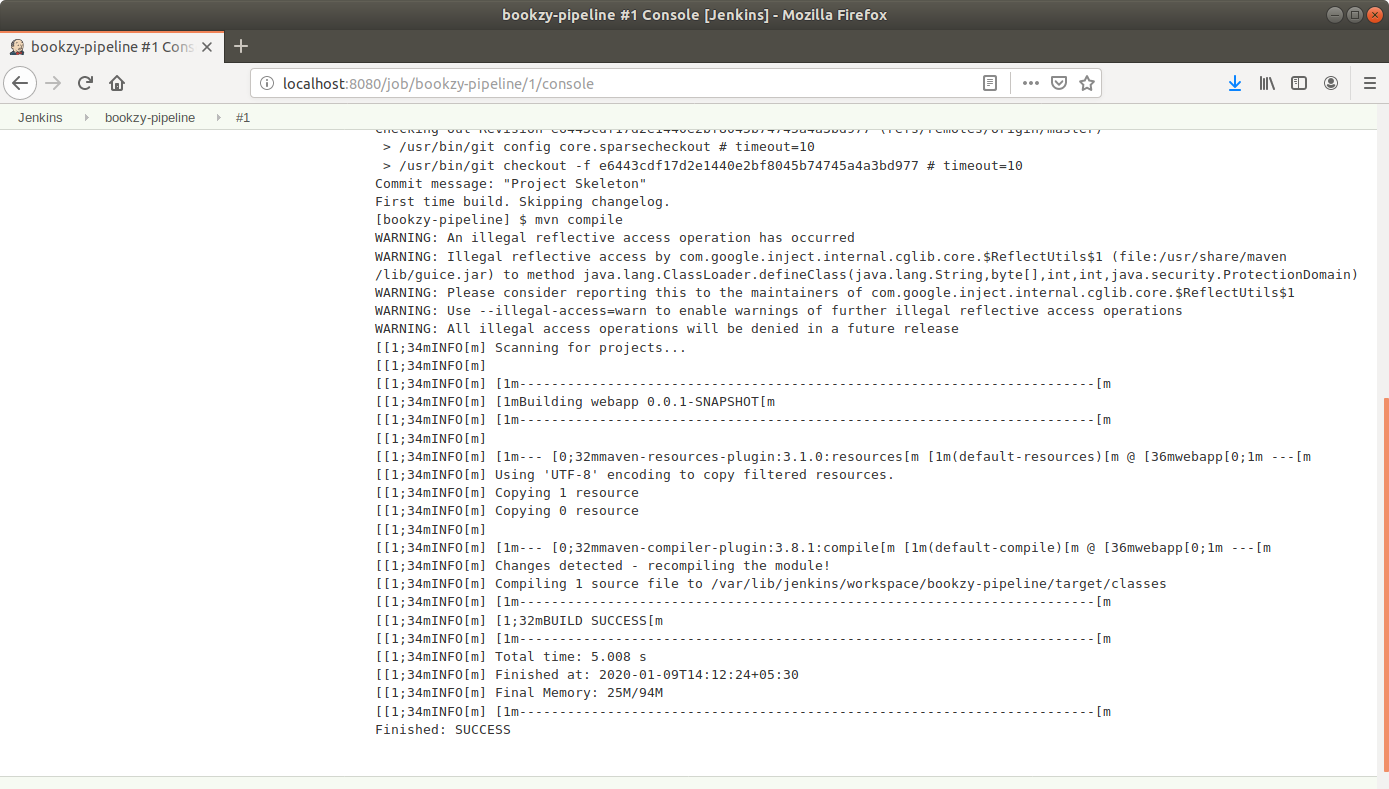 bookzy-pipeline #1 Console [Jenkins] - Mozilla Firefox
bookzy-pipeline #1 Cons
localhost:8080/job/bookzy-pipeline/1/console
Jenkins bookzy-pipeline #1
Checking out Revision e6443cdf17d2e1440e2bf8045b74745a4a3bd977 (refs/remotes/origin/master)
> /usr/bin/git config core.sparsecheckout # timeout=10
> /usr/bin/git checkout -f e6443cdf17d2e1440e2bf8045b74745a4a3bd977 # timeout=10
Commit message: "Project Skeleton"
First time build. Skipping changelog.
[bookzy-pipeline] $ mvn compile
WARNING: An illegal reflective access operation has occurred
WARNING: Illegal reflective access by com.google.inject.internal.cglib.core.$ReflectUtils$1 (file:/usr/share/maven
/lib/guice.jar) to method java.lang.ClassLoader.defineClass(java.lang.String,byte[],int,int,java.security.ProtectionDomain)
WARNING: Please consider reporting this to the maintainers of com.google.inject.internal.cglib.core.$ReflectUtils$1
WARNING: Use --illegal-access=warn to enable warnings of further illegal reflective access operations
WARNING: All illegal access operations will be denied in a future release
[[1;34mINFO[m] Scanning for projects...
[[1;34mINFO[m]
[[1;34mINFO[m] [1m------------------------------------------------------------------------[m
[[1;34mINFO[m] [1mBuilding webapp 0.0.1-SNAPSHOT[m
[[1;34mINFO[m] [1m------------------------------------------------------------------------[m
[[1;34mINFO[m]
[[1;34mINFO[m] [1m--- [0;32mmaven-resources-plugin:3.1.0:resources[m [1m(default-resources)[m @ [36mwebapp[0;1m ---[m
[[1;34mINFO[m] Using 'UTF-8' encoding to copy filtered resources.
[[1;34mINFO[m] Copying 1 resource
[[1;34mINFO[m] Copying 0 resource
[[1;34mINFO[m]
[[1;34mINFO[m] [1m--- [0;32mmaven-compiler-plugin:3.8.1:compile[m [1m(default-compile)[m @ [36mwebapp[0;1m ---[m
[[1;34mINFO[m] Changes detected - recompiling the module!
[[1;34mINFO[m] Compiling 1 source file to /var/lib/jenkins/workspace/bookzy-pipeline/target/classes
[[1;34mINFO[m] [1m------------------------------------------------------------------------[m
[[1;34mINFO[m] [1;32mBUILD SUCCESS[m
[[1;34mINFO[m] [1m------------------------------------------------------------------------[m
[[1;34mINFO[m] Total time: 5.008 s
[[1;34mINFO[m] Finished at: 2020-01-09T14:12:24+05:30
[[1;34mINFO[m] Final Memory: 25M/94M
[[1;34mINFO[m] [1m------------------------------------------------------------------------[m
Finished: SUCCESS